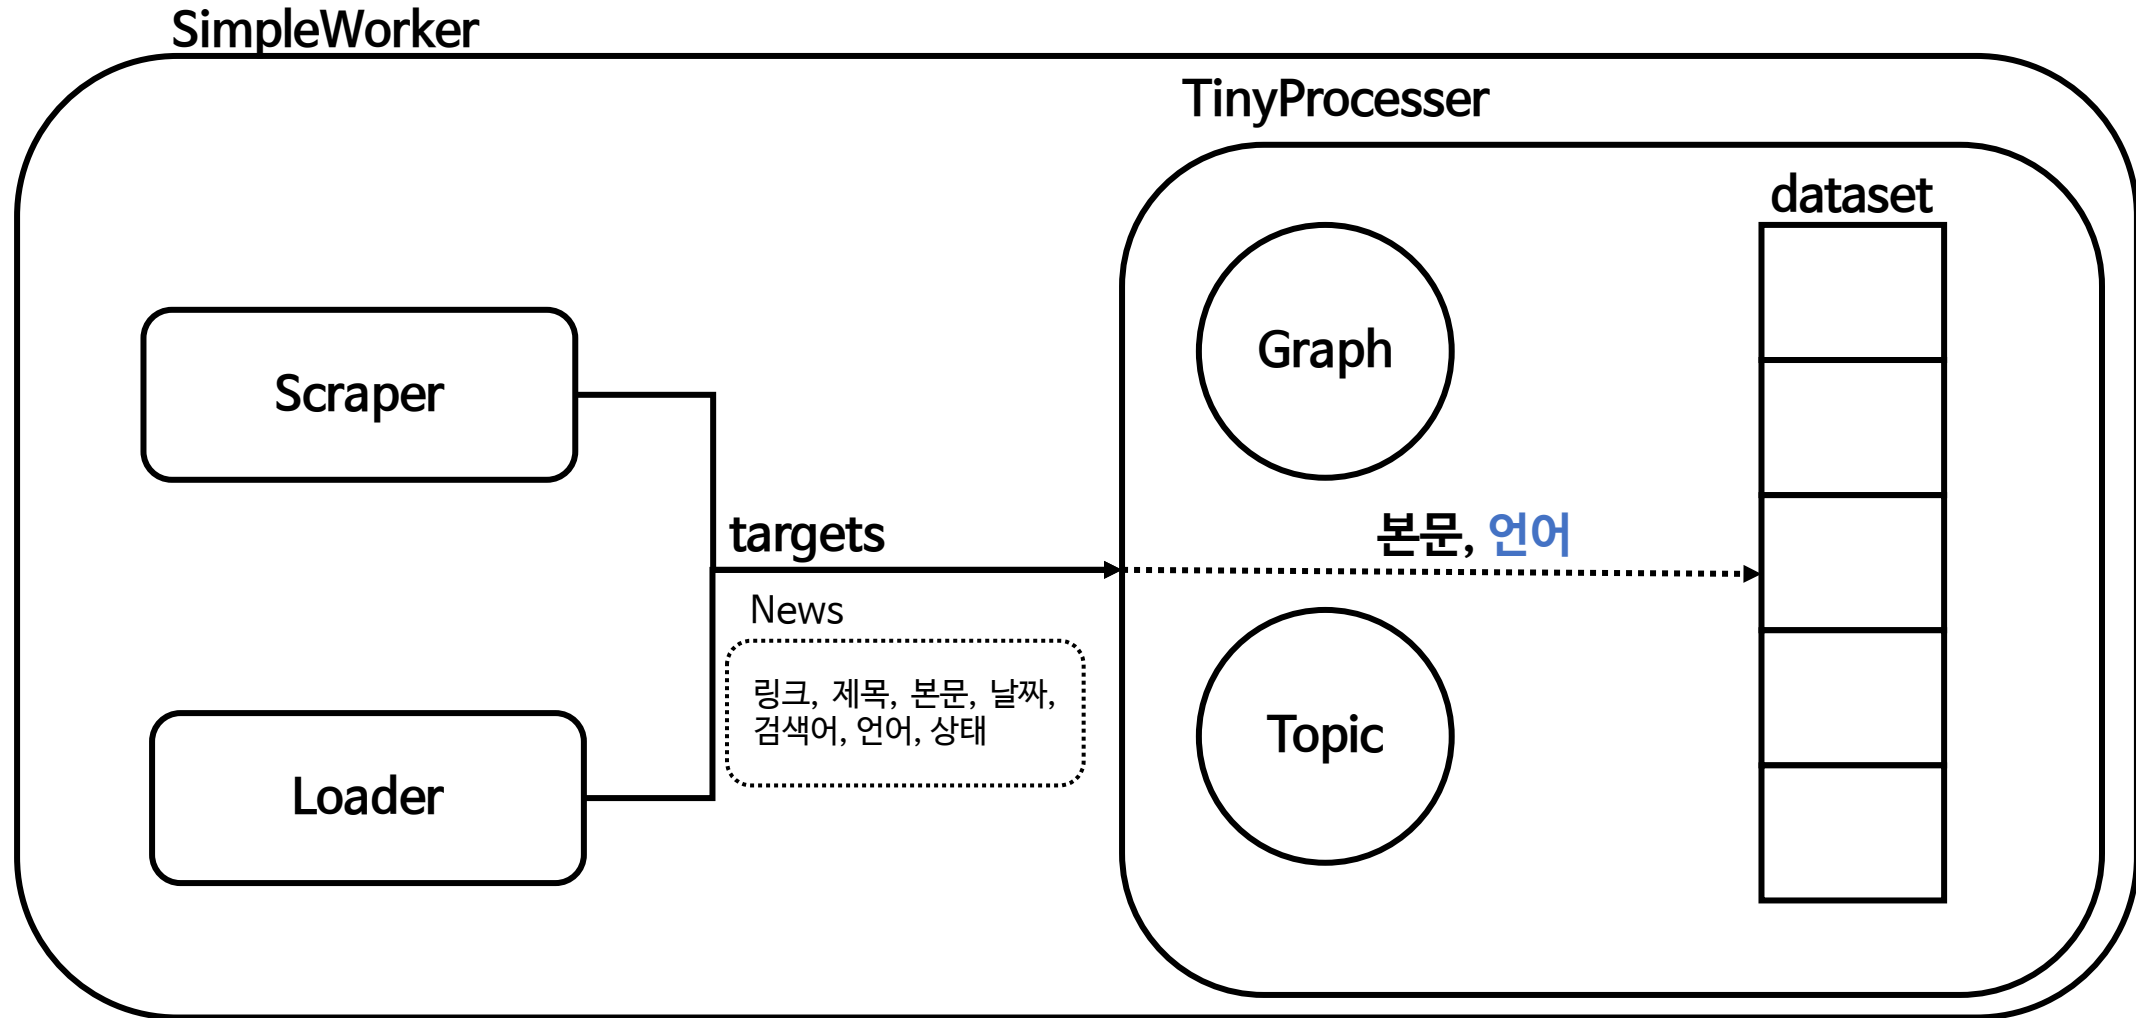 SimpleWorker
TinyProcesser
dataset
Graph
Scraper
targets
본문, 언어
News
링크, 제목, 본문, 날짜,
검색어, 언어, 상태
Topic
Loader